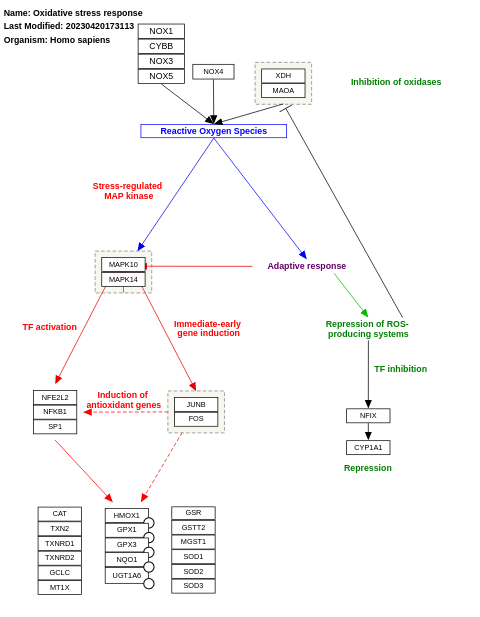 Name: Oxidative stress response
Last Modified: 20230420173113
Organism: Homo sapiens
NOX1
CYBB
NOX3
NOX5
NOX4
XDH
MAOA
Inhibition of oxidases
Reactive Oxygen Species
Stress-regulated
MAP kinase
MAPK10
MAPK14
Adaptive response
TF activation
Immediate-early
gene induction
Repression of ROS-
producing systems
TF inhibition
NFE2L2
NFKB1
SP1
Induction of
antioxidant genes
JUNB
FOS
NFIX
CYP1A1
Repression
CAT
TXN2
TXNRD1
TXNRD2
GCLC
MT1X
HMOX1
GPX1
GPX3
NQO1
UGT1A6
GSR
GSTT2
MGST1
SOD1
SOD2
SOD3